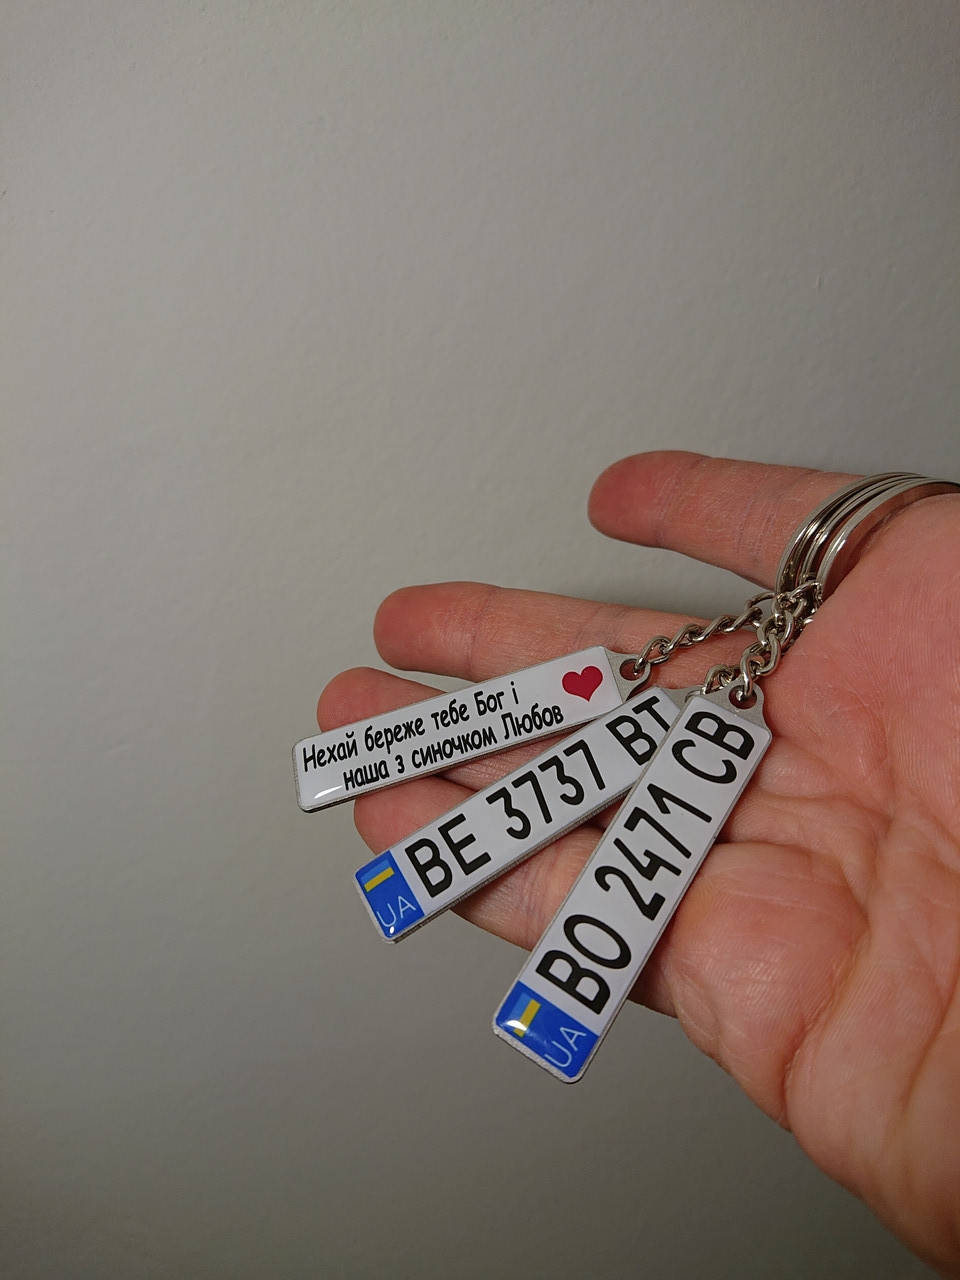 Нехай береже тебе Бог і
наша з синочком Любов
UA BE 3737 BT
UA BO 2471 CB